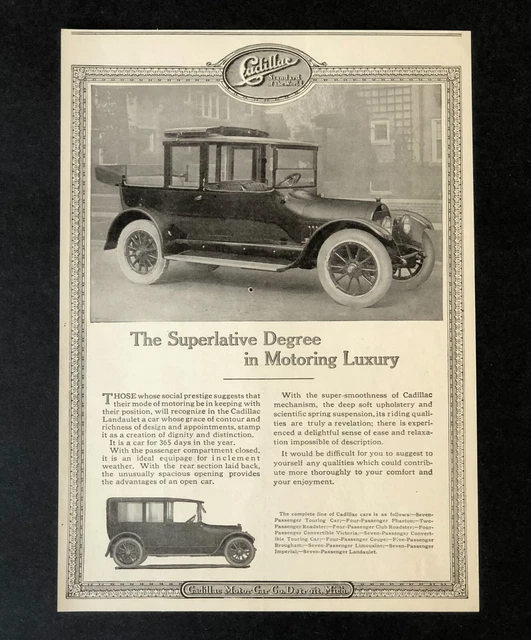 Cadillac
Standard
of the World
The Superlative Degree
in Motoring Luxury
THOSE whose social prestige suggests that
their mode of motoring be in keeping with
their position, will recognize in the Cadillac
Landaulet a car whose grace of contour and
richness of design and appointments, stamp
it as a creation of dignity and distinction.
It is a car for 365 days in the year.
With the passenger compartment closed,
it is an ideal equipage for inclement
weather. With the rear section laid back,
the unusually spacious opening provides
the advantages of an open car.
With the super-smoothness of Cadillac
mechanism, the deep soft upholstery and
scientific spring suspension, its riding quali-
ties are truly a revelation; there is experi-
enced a delightful sense of ease and relaxa-
tion impossible of description.
It would be difficult for you to suggest to
yourself any qualities which could contrib-
ute more thoroughly to your comfort and
your enjoyment.
The complete line of Cadillac cars is as follows:—Seven-
Passenger Touring Car;—Four-Passenger Phaeton;—Two-
Passenger Roadster;—Four-Passenger Club Roadster;—Four-
Passenger Convertible Victoria;—Seven-Passenger Convert-
ible Touring Car;—Four-Passenger Coupe;—Five-Passenger
Brougham;—Seven-Passenger Limousine;—Seven-Passenger
Imperial;—Seven-Passenger Landaulet.
Cadillac Motor Car Co. Detroit, Mich.